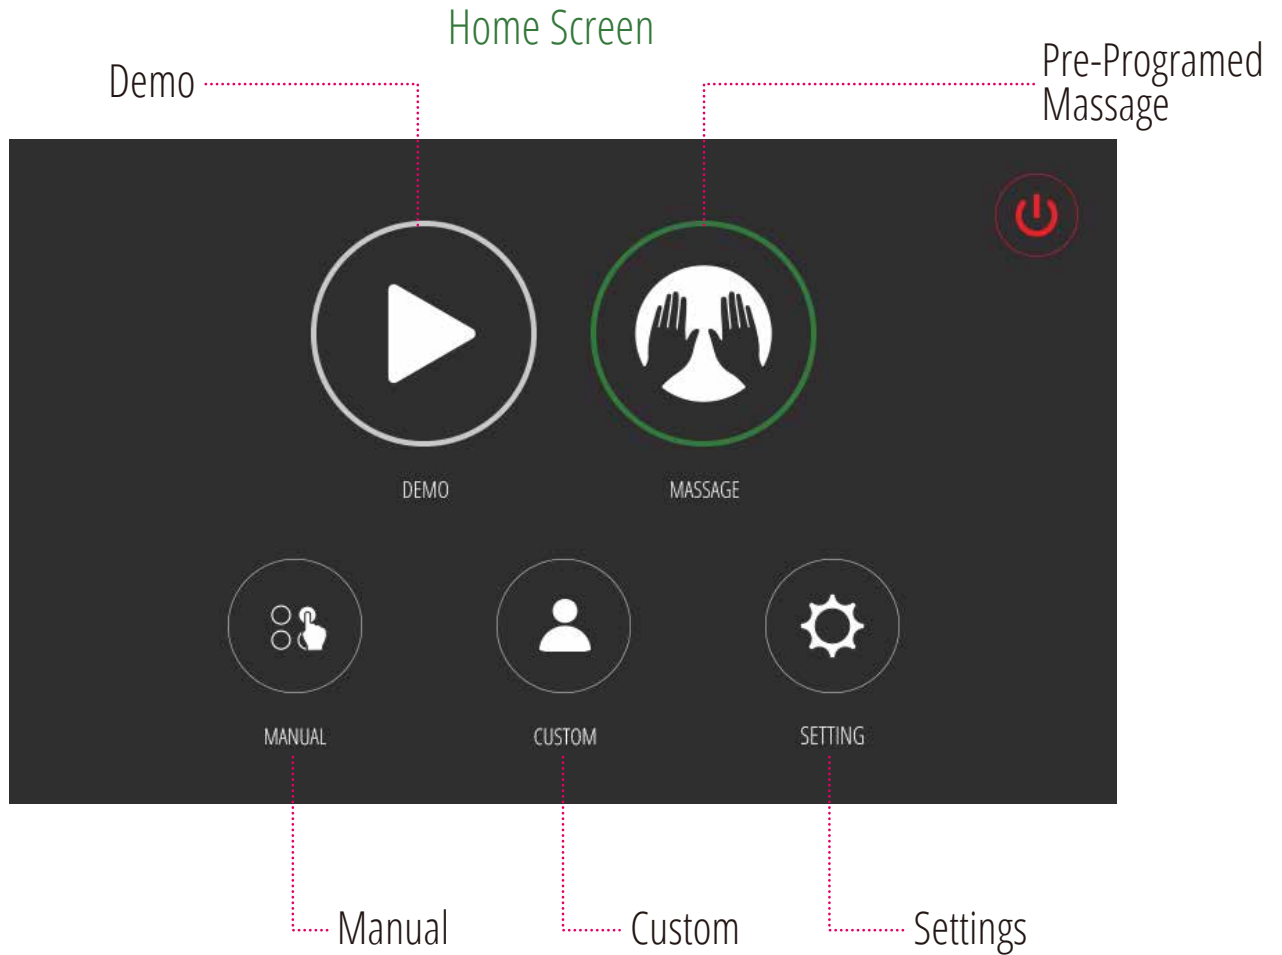 Home Screen
Demo
Pre-Programed
Massage
DEMO
MASSAGE
MANUAL
CUSTOM
SETTING
Manual
Custom
Settings